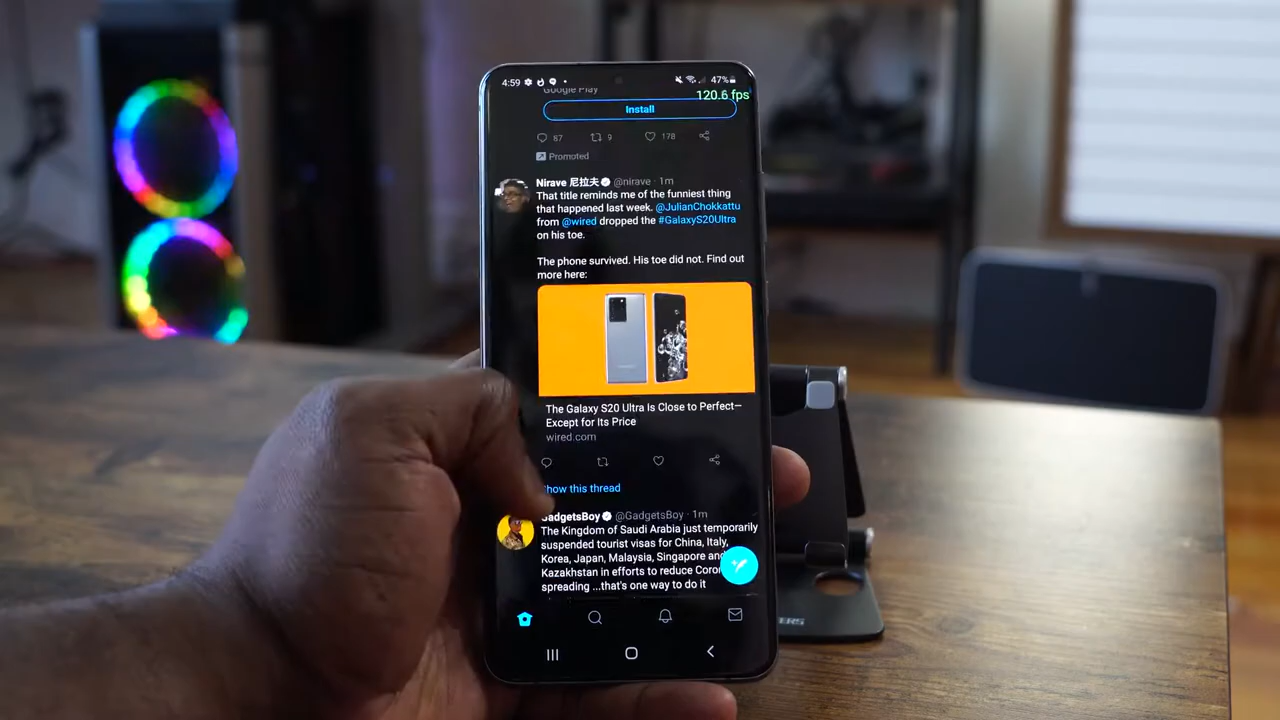 4:59
47%
120.6 fps
Google Play
Install
87 9 178
Promoted
Nirave 尼拉夫 @nirave · 1m
That title reminds me of the funniest thing
that happened last week. @JulianChokkattu
from @wired dropped the #GalaxyS20Ultra
on his toe.
The phone survived. His toe did not. Find out
more here:
The Galaxy S20 Ultra Is Close to Perfect—
Except for Its Price
wired.com
how this thread
GadgetsBoy @GadgetsBoy · 1m
The Kingdom of Saudi Arabia just temporarily
suspended tourist visas for China, Italy,
Korea, Japan, Malaysia, Singapore and
Kazakhstan in efforts to reduce Coro
spreading ...that's one way to do it